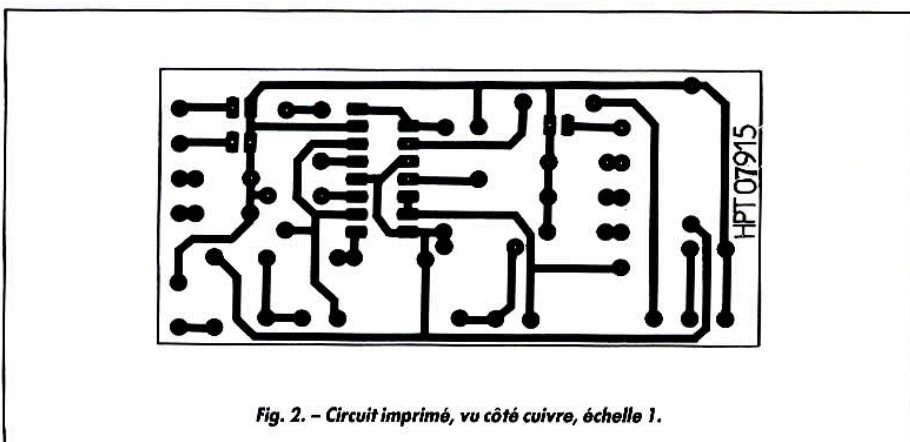 HPT 07915
Fig. 2. – Circuit imprimé, vu côté cuivre, échelle 1.